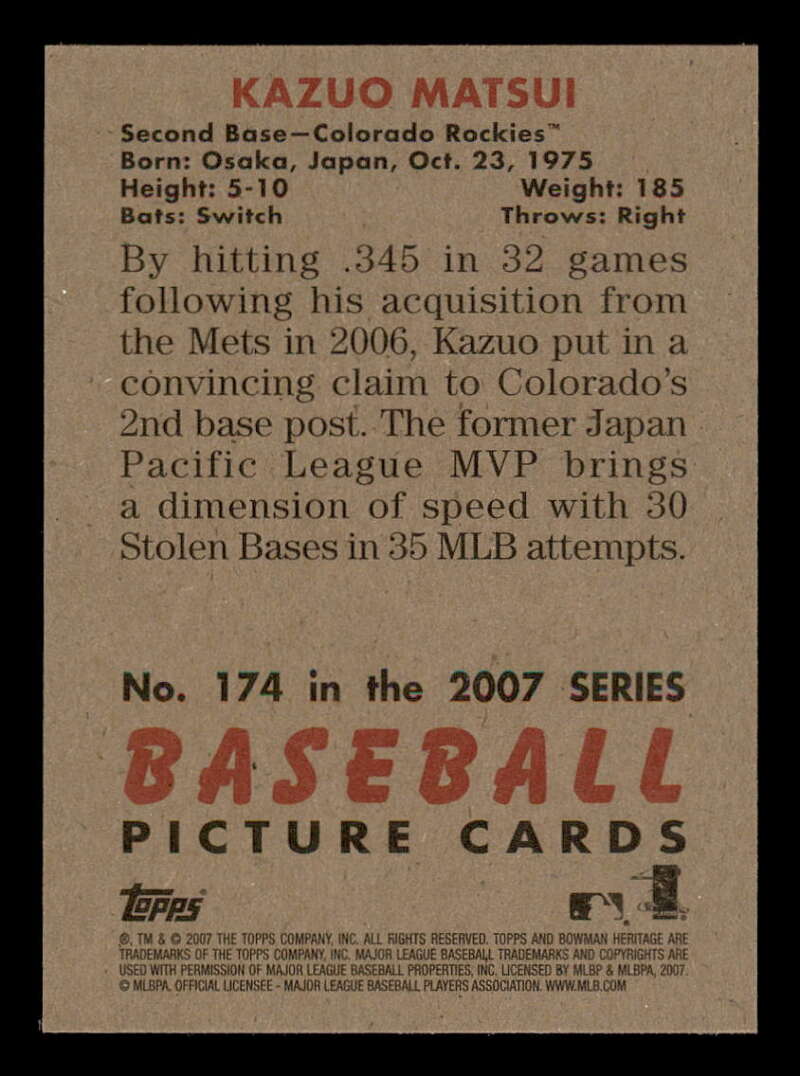 KAZUO MATSUI
Second Base—Colorado Rockies™
Born: Osaka, Japan, Oct. 23, 1975
Height: 5-10 Weight: 185
Bats: Switch Throws: Right
By hitting .345 in 32 games
following his acquisition from
the Mets in 2006, Kazuo put in a
convincing claim to Colorado's
2nd base post. The former Japan
Pacific League MVP brings
a dimension of speed with 30
Stolen Bases in 35 MLB attempts.
No. 174 in the 2007 SERIES
BASEBALL
PICTURE CARDS
TOPPS
®, TM & © 2007 THE TOPPS COMPANY, INC. ALL RIGHTS RESERVED. TOPPS AND BOWMAN HERITAGE ARE
TRADEMARKS OF THE TOPPS COMPANY, INC. MAJOR LEAGUE BASEBALL TRADEMARKS AND COPYRIGHTS ARE
USED WITH PERMISSION OF MAJOR LEAGUE BASEBALL PROPERTIES, INC. LICENSED BY MLBP & MLBPA, 2007.
© MLBPA. OFFICIAL LICENSEE - MAJOR LEAGUE BASEBALL PLAYERS ASSOCIATION. WWW.MLB.COM